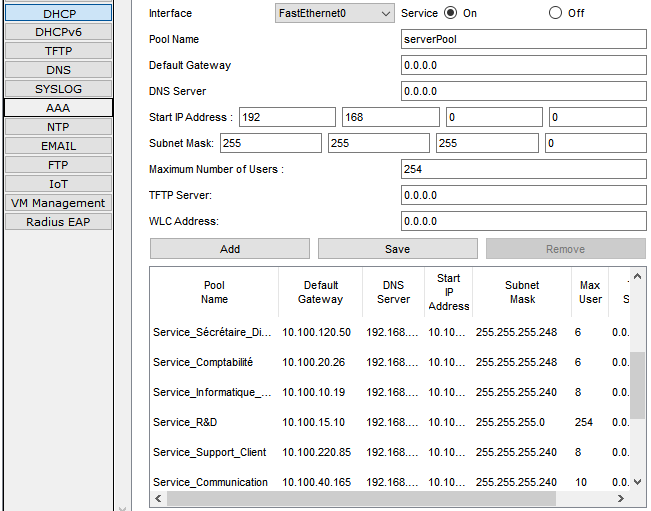 DHCP
DHCPv6
TFTP
DNS
SYSLOG
AAA
NTP
EMAIL
FTP
IoT
VM Management
Radius EAP
Interface FastEthernet0 Service On Off
Pool Name serverPool
Default Gateway 0.0.0.0
DNS Server 0.0.0.0
Start IP Address : 192 168 0 0
Subnet Mask: 255 255 255 0
Maximum Number of Users : 254
TFTP Server: 0.0.0.0
WLC Address: 0.0.0.0
Add Save Remove
Pool Name Default Gateway DNS Server Start IP Address Subnet Mask Max User
Service_Sécrétaire_Di... 10.100.120.50 192.168.... 10.10... 255.255.255.248 6 0.0.
Service_Comptabilité 10.100.20.26 192.168.... 10.10... 255.255.255.248 6 0.0.
Service_Informatique_... 10.100.10.19 192.168.... 10.10... 255.255.255.240 8 0.0.
Service_R&D 10.100.15.10 192.168.... 10.10... 255.255.255.0 254 0.0.
Service_Support_Client 10.100.220.85 192.168.... 10.10... 255.255.255.240 8 0.0.
Service_Communication 10.100.40.165 192.168.... 10.10... 255.255.255.240 10 0.0.